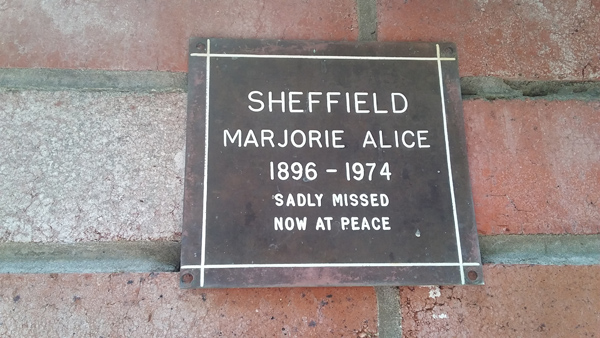 SHEFFIELD
MARJORIE ALICE
1896 - 1974
SADLY MISSED
NOW AT PEACE